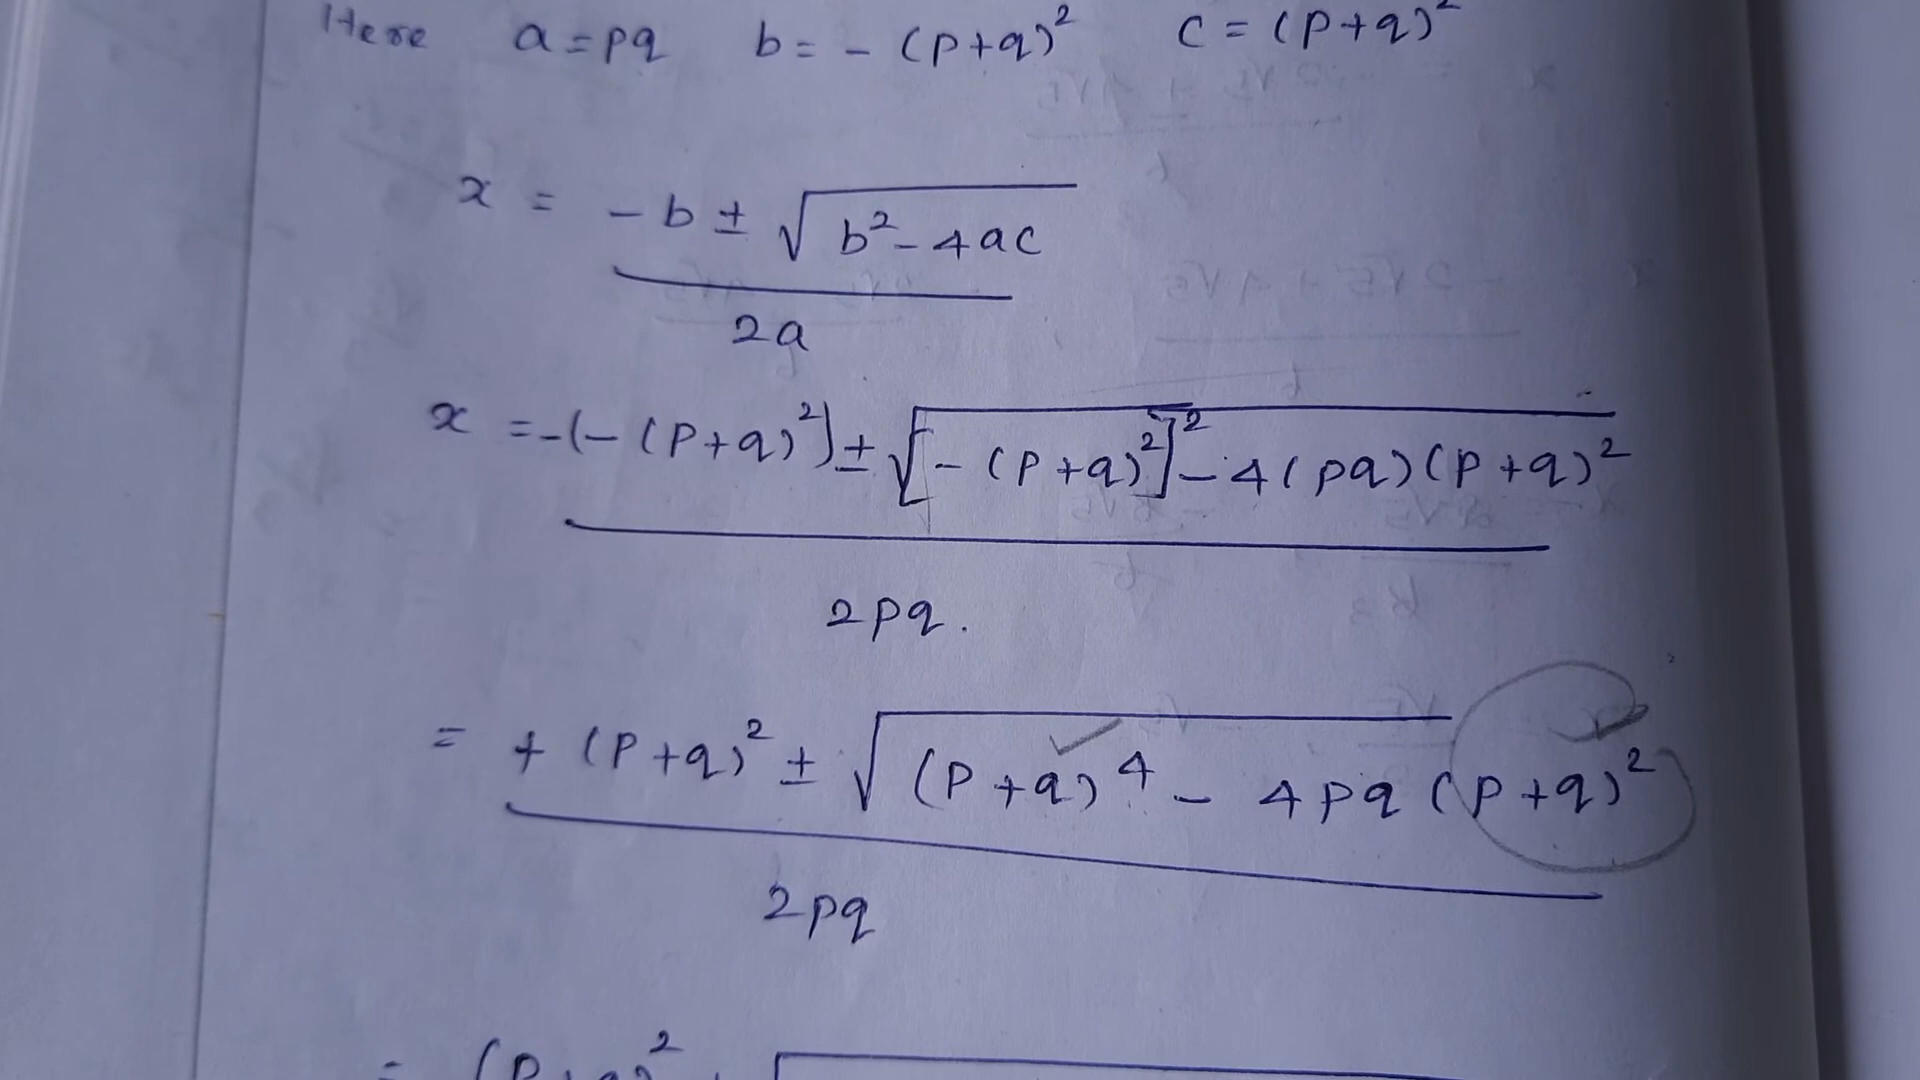 Here a=pq b=-(p+q)² c=(p+q)²
x = -b ± √b²-4ac
2a
x = -(-(p+q)²) ± √[-(p+q)²]²-4(pq)(p+q)²
2pq.
= +(p+q)² ± √(p+q)⁴ - 4pq(p+q)²
2pq